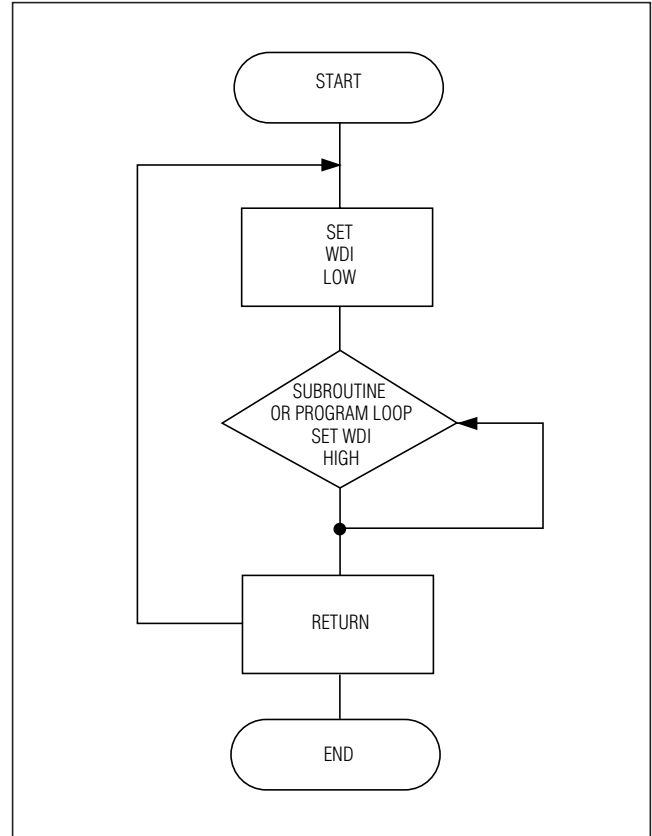 START
SET
WDI
LOW
SUBROUTINE
OR PROGRAM LOOP
SET WDI
HIGH
RETURN
END